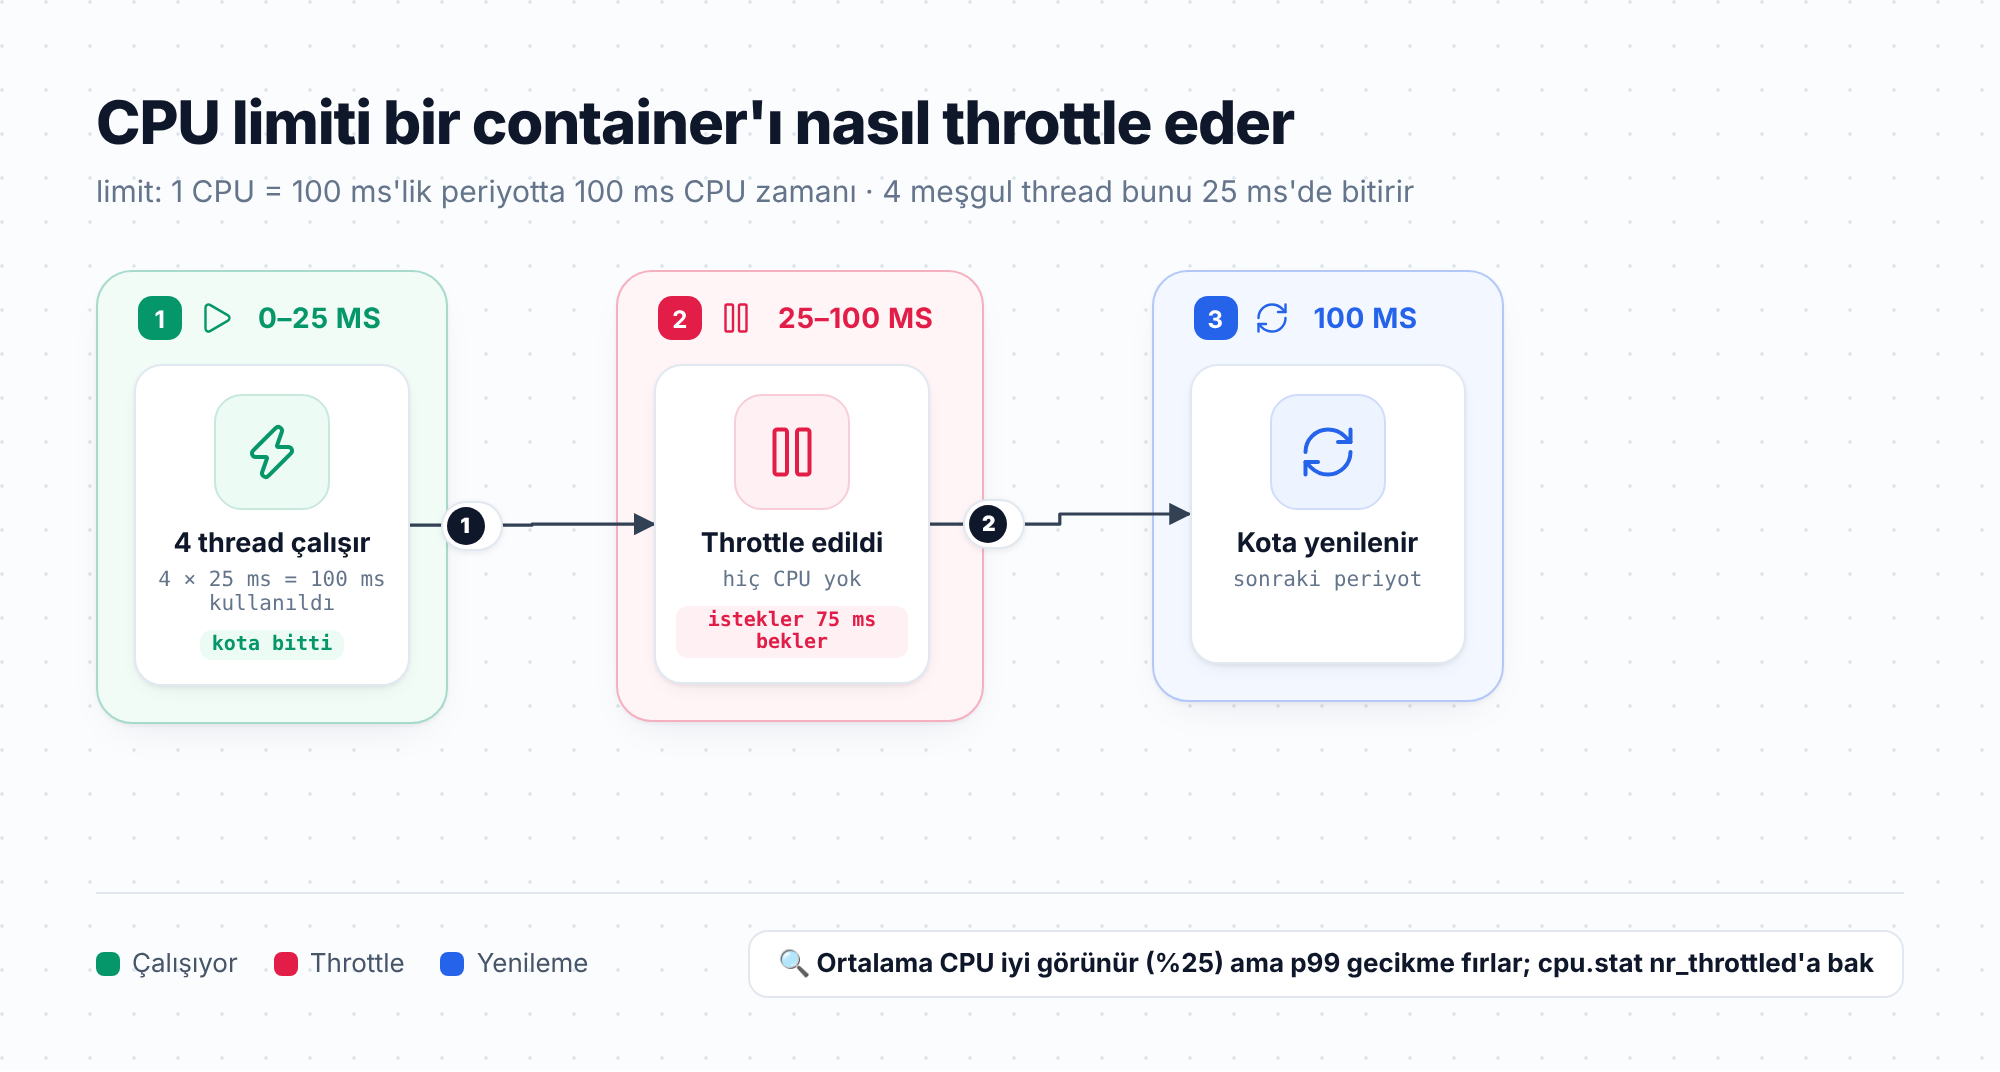 CPU limiti bir container'ı nasıl throttle eder
limit: 1 CPU = 100 ms'lik periyotta 100 ms CPU zamanı · 4 meşgul thread bunu 25 ms'de bitirir
1 0–25 MS
4 thread çalışır
4 × 25 ms = 100 ms
kullanıldı
kota bitti
1
2 25–100 MS
Throttle edildi
hiç CPU yok
istekler 75 ms
bekler
2
3 100 MS
Kota yenilenir
sonraki periyot
Çalışıyor
Throttle
Yenileme
🔍 Ortalama CPU iyi görünür (%25) ama p99 gecikme fırlar; cpu.stat nr_throttled'a bak